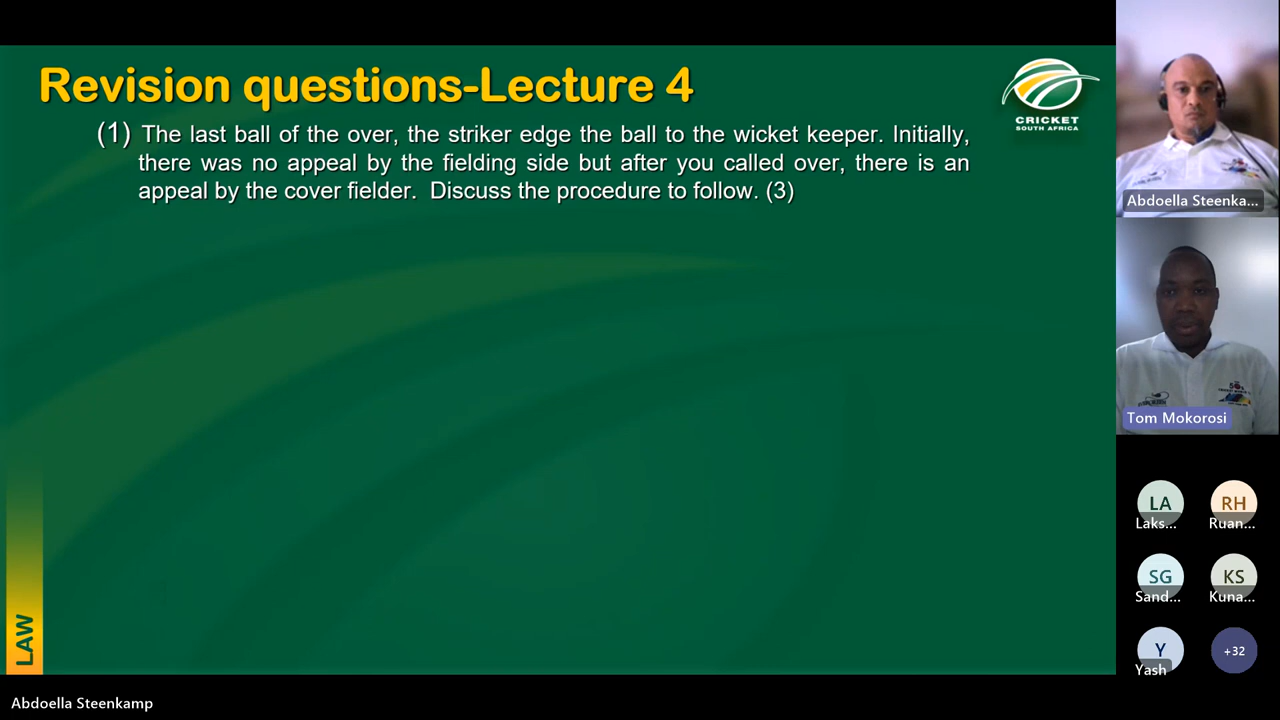 Revision questions-Lecture 4
CRICKET
SOUTH AFRICA
(1) The last ball of the over, the striker edge the ball to the wicket keeper. Initially,
there was no appeal by the fielding side but after you called over, there is an
appeal by the cover fielder. Discuss the procedure to follow. (3)
LAW
Abdoella Steenkamp
Abdoella Steenka...
Tom Mokorosi
LA
Laks...
RH
Ruan...
SG
Sand...
KS
Kuna...
Y
Yash
+32